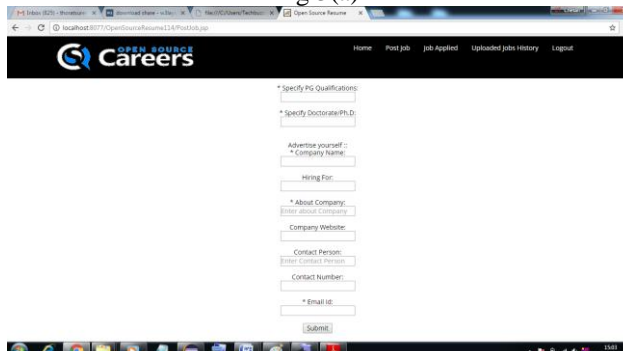 Open Source Resume
localhost:8077/OpenSourceResume114/PostJob.jsp
OPEN SOURCE
Careers
Home Post Job Job Applied Uploaded Jobs History Logout
* Specify PG Qualifications:
* Specify Doctorate/Ph.D:
Advertise yourself ::
* Company Name:
Hiring For:
* About Company:
Enter about Company
Company Website:
Contact Person:
Enter Contact Person
Contact Number:
* Email Id:
Submit
15:03